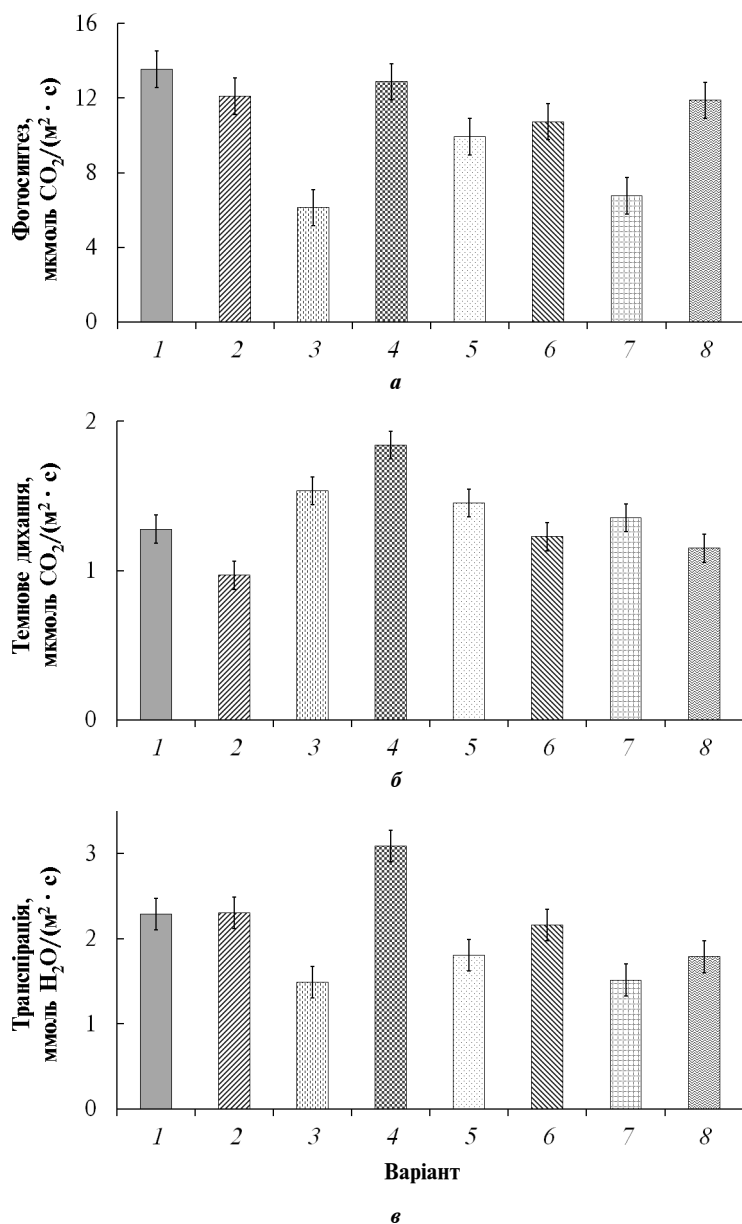 Фотосинтез,
мкмоль CO₂/(м² · с)
16
12
8
4
0
1 2 3 4 5 6 7 8
а
Темнове дихання,
мкмоль CO₂/(м² · с)
2
1
0
1 2 3 4 5 6 7 8
б
Транспірація,
ммоль H₂O/(м² · с)
3
2
1
0
1 2 3 4 5 6 7 8
Варіант
в